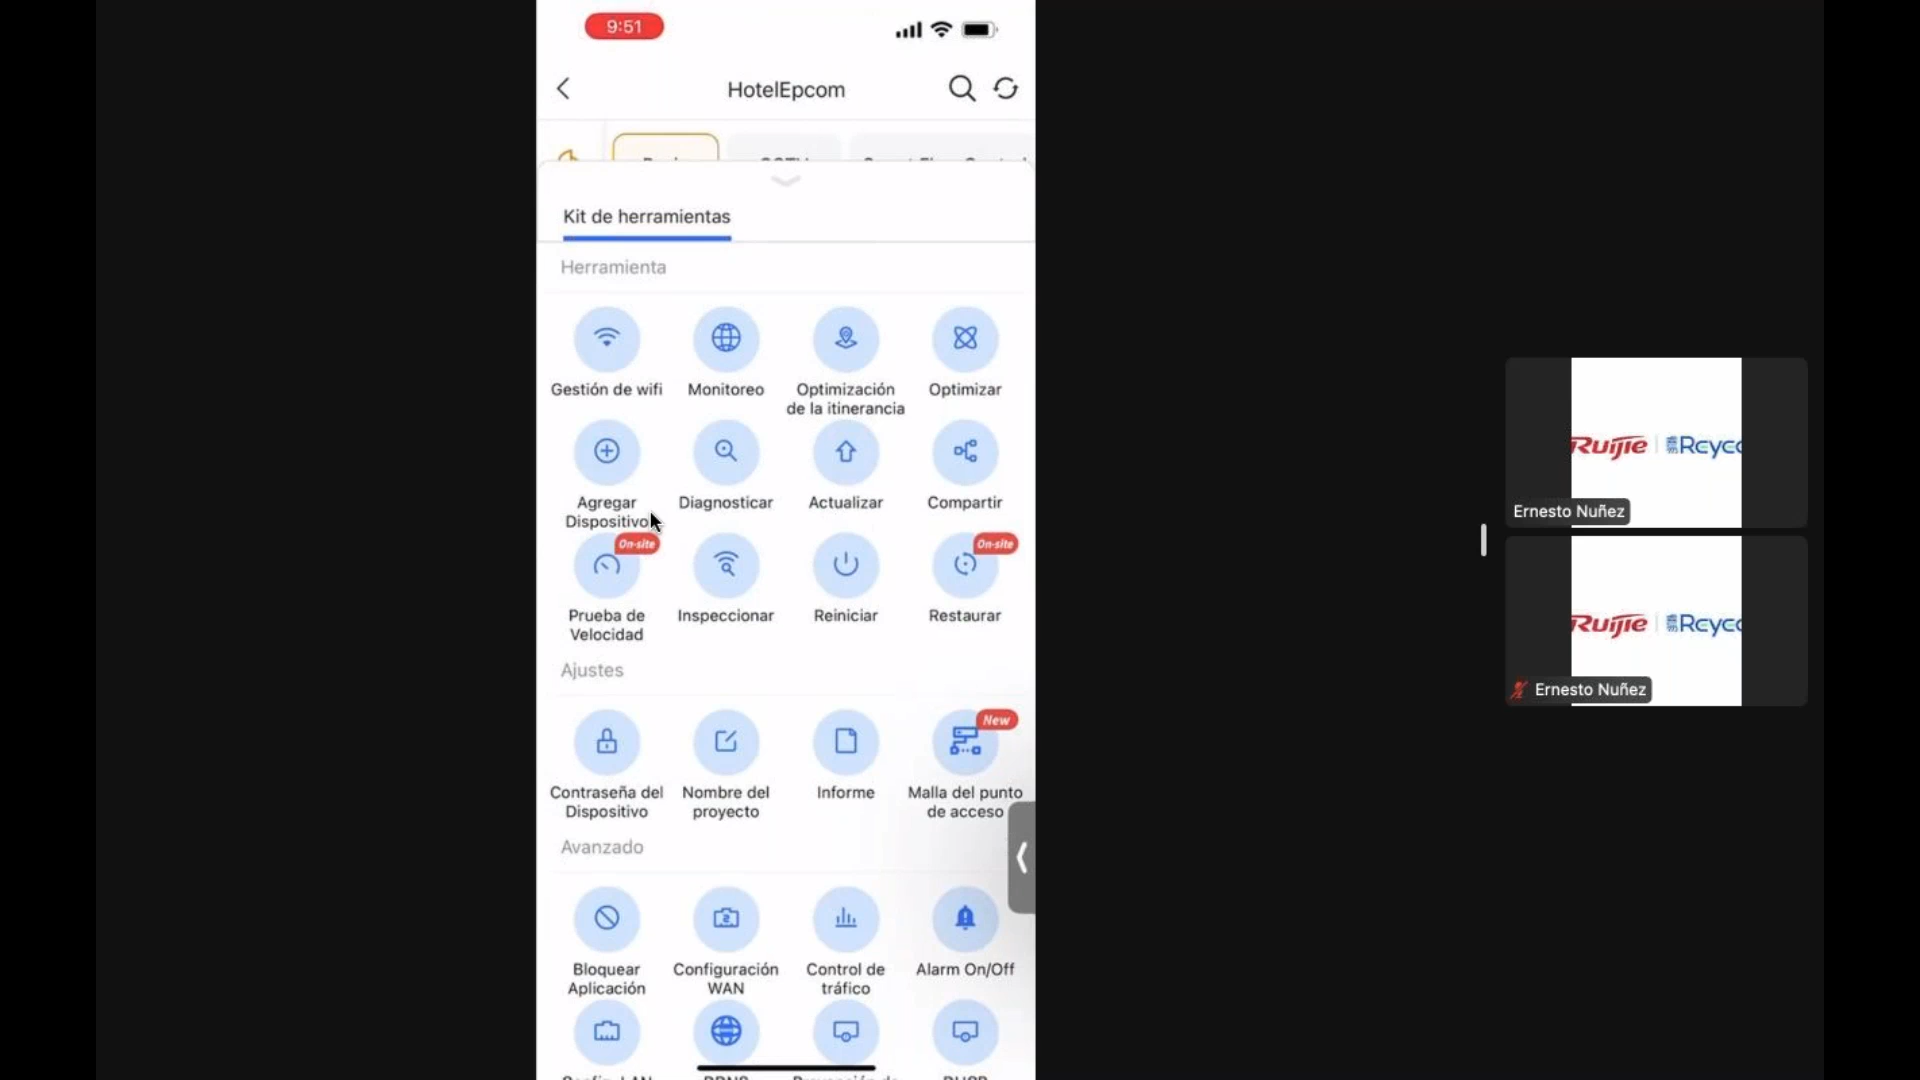 9:51
HotelEpcom
Kit de herramientas
Herramienta
Gestión de wifi
Monitoreo
Optimización
de la itinerancia
Optimizar
Agregar
Dispositivo
Diagnosticar
Actualizar
Compartir
On-site
On-site
Prueba de
Velocidad
Inspeccionar
Reiniciar
Restaurar
Ajustes
New
Contraseña del
Dispositivo
Nombre del
proyecto
Informe
Malla del punto
de acceso
Avanzado
Bloquear
Aplicación
Configuración
WAN
Control de
tráfico
Alarm On/Off
Ruijie
Ernesto Nuñez
Ruijie
Ernesto Nuñez